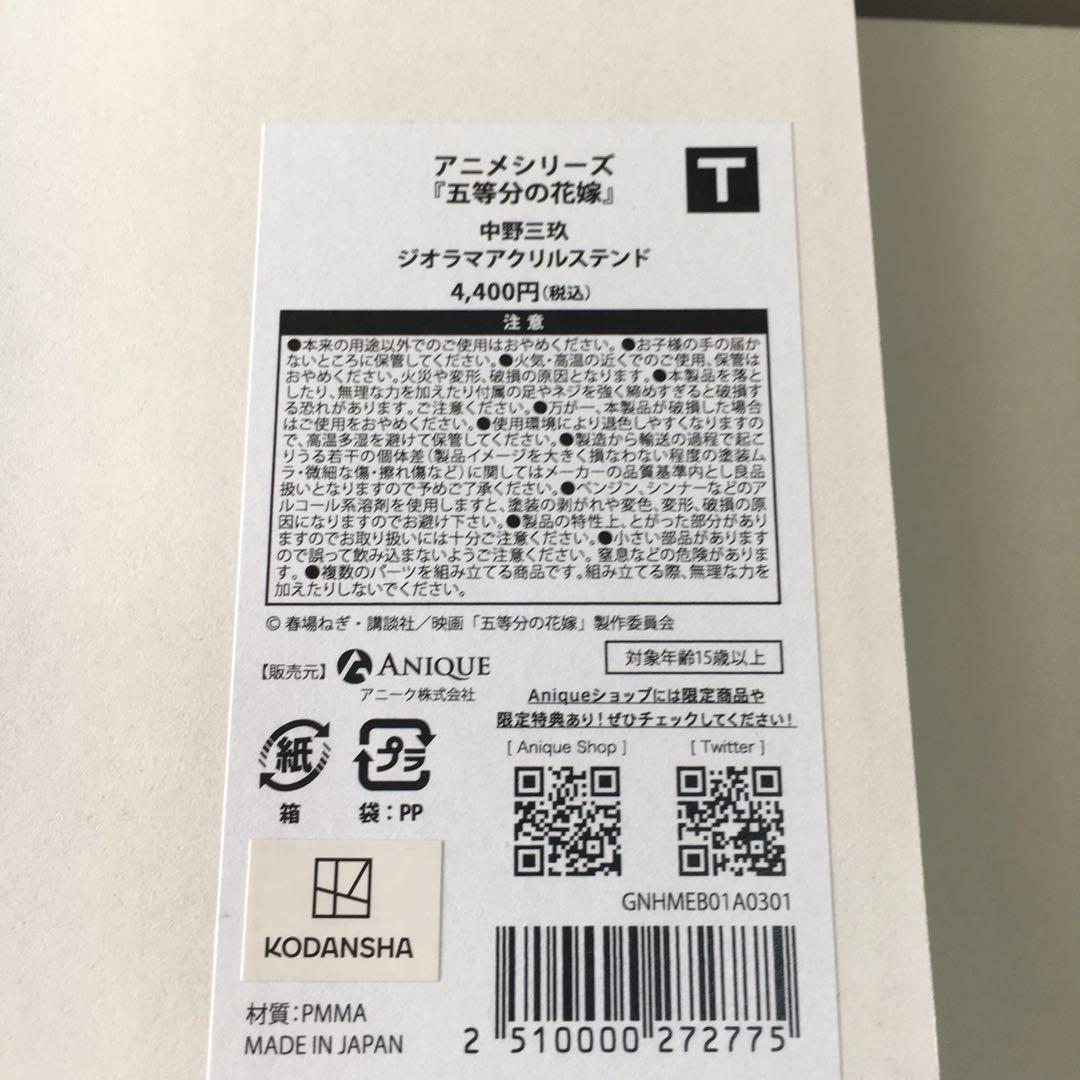 アニメシリーズ
『五等分の花嫁』
T
中野三玖
ジオラマアクリルステンド
4,400円(税込)
注意
●本来の用途以外でのご使用はおやめください。●お子様の手の届か
ないところに保管してください。●火気・高温の近くでのご使用、保管は
おやめください。火災や変形、破損の原因となります。●本製品を落と
したり、無理な力を加えたり付属の足やネジを強く締めすぎると破損す
る恐れがあります。ご注意ください。●万が一、本製品が破損した場合
はご使用をおやめください。●使用環境により退色しやすくなりますの
で、高温多湿を避けて保管してください。●製造から輸送の過程で起こ
りうる若干の個体差(製品イメージを大きく損なわない程度の塗装ム
ラ・微細な傷・擦れ傷など)に関してはメーカーの品質基準内とし良品
扱いとなりますので予めご了承ください。●ベンジン、シンナーなどのア
ルコール系溶剤を使用しますと、塗装の剥がれや変色、変形、破損の原
因になりますのでお避け下さい。●製品の特性上、とがった部分があり
ますのでお取り扱いには十分ご注意ください。●小さい部品があります
ので誤って飲み込まないようご注意ください。窒息などの危険がありま
す。●複数のパーツを組み立てる商品です。組み立てる際、無理な力を
加えたりしないでください。
© 春場ねぎ・講談社／映画「五等分の花嫁」製作委員会
【販売元】 ANIQUE
アニーク株式会社
対象年齢15歳以上
Aniqueショップには限定商品や
限定特典あり！ぜひチェックしてください！
[ Anique Shop ] [ Twitter ]
紙 プラ
箱 袋：PP
GNHMEB01A0301
KODANSHA
材質：PMMA
MADE IN JAPAN
2 510000 272775